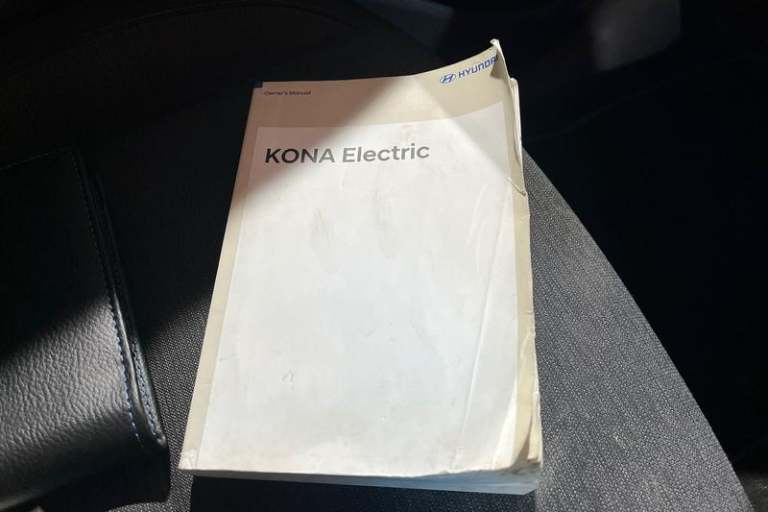 HYUNDAI
Owner's Manual
KONA Electric